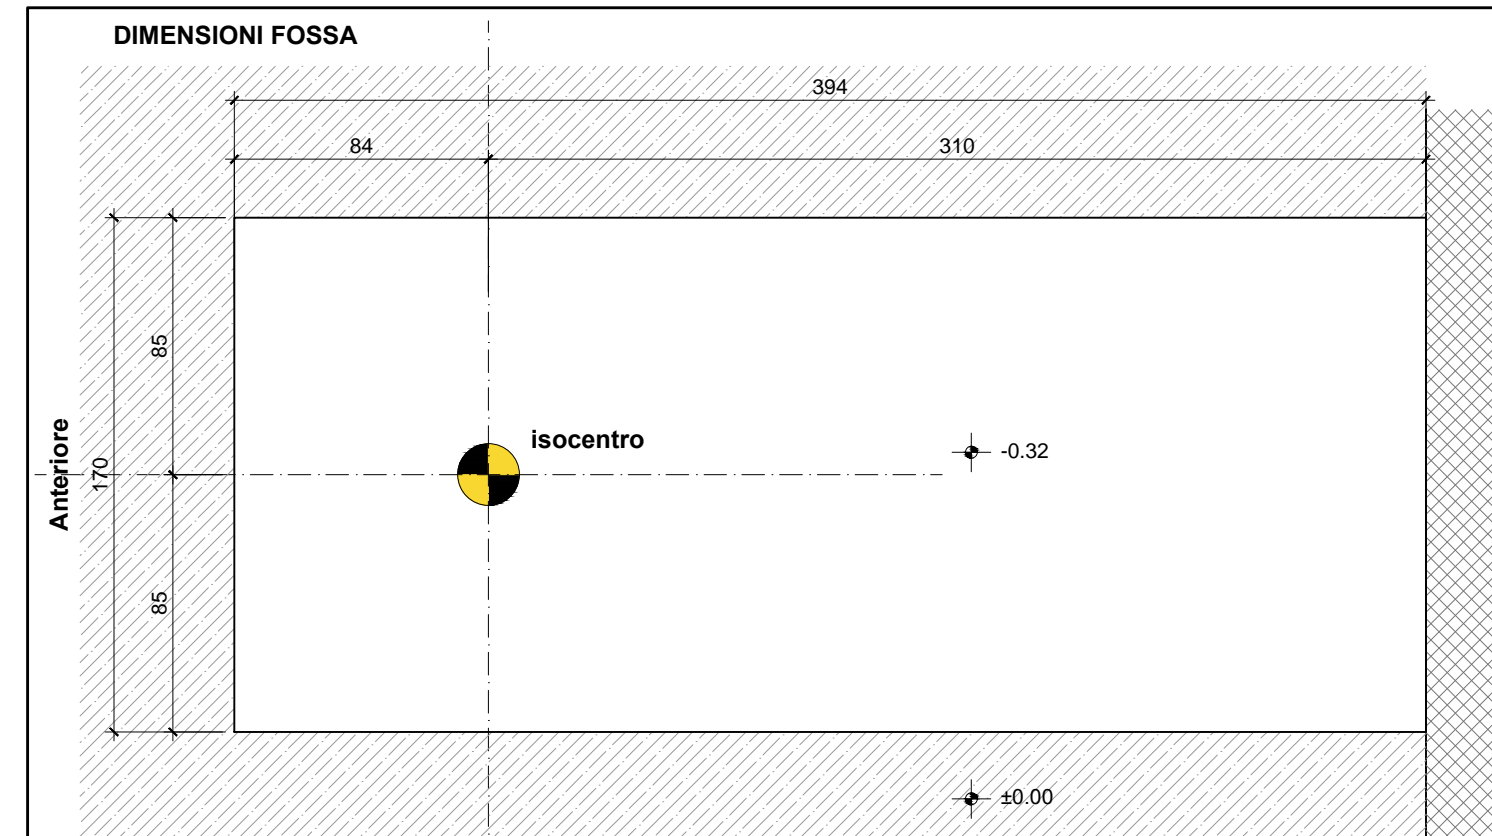 DIMENSIONI FOSSA
394
84
310
85
isocentro
-0.32
Anteriore
170
85
±0.00